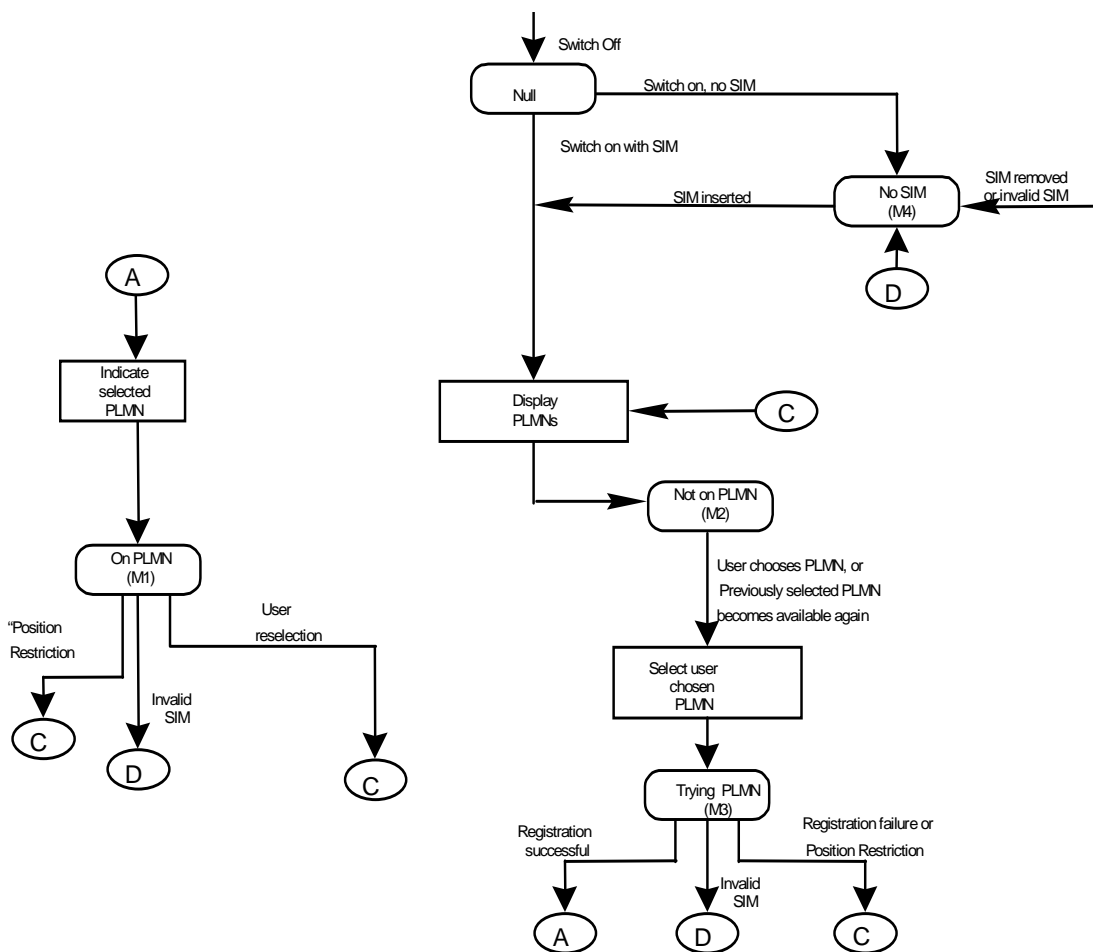 Switch Off
Null
Switch on, no SIM
Switch on with SIM
SIM removed
or invalid SIM
No SIM
(M4)
SIM inserted
D
A
Indicate
selected
PLMN
Display
PLMNs
C
Not on PLMN
(M2)
On PLMN
(M1)
User chooses PLMN, or
Previously selected PLMN
becomes available again
“Position
Restriction
User
reselection
Invalid
SIM
C
D
C
Select user
chosen
PLMN
Trying PLMN
(M3)
Registration
successful
Invalid
SIM
Registration failure or
Position Restriction
A
D
C